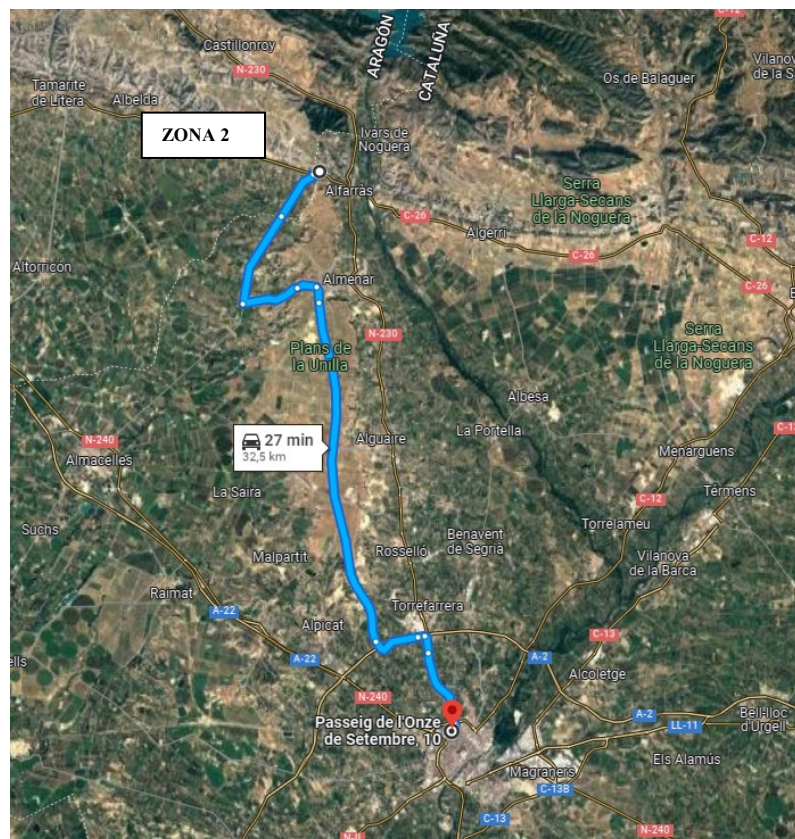 Castillonroy
N-230
ARAGÓN
CATALUÑA
C-12
Os de Balaguer
Tamarite
de Litera
Albelda
ZONA 2
Ivars de
Noguera
Alfarràs
Serra
Llarga-Secans
de la Noguera
C-26
Algerri
C-12
C-26
C-26
Altorricón
Almenar
N-230
Plans de
la Unilla
Serra
Llarga-Secans
de la Noguera
Albesa
27 min
32,5 km
Alguaire
La Portella
N-240
Almacelles
Menarguens
La Saira
C-12
Térmens
Suchs
Torrelameu
Benavent
de Segrià
Rosselló
Malpartit
Vilanova
de la Barca
Raimat
Torrefarrera
A-22
Alpicat
C-13
A-22
A-2
Alcoletge
N-240
Passeig de l'Onze
de Setembre, 10
A-2
LL-11
Bell-lloc
d'Urgell
Els Alamús
Magraners
C-13B
C-13
N-240
N-II